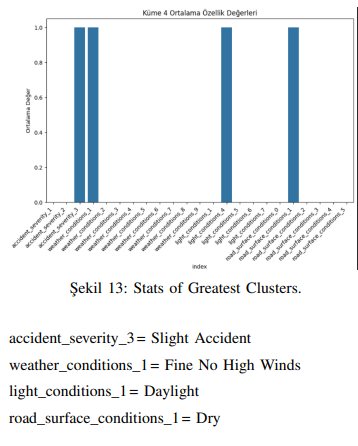 Küme 4 Ortalama Özellik Değerleri
Ortalama Değer
1.0
0.8
0.6
0.4
0.2
0.0
accident_severity_1
accident_severity_2
accident_severity_3
weather_conditions_1
weather_conditions_2
weather_conditions_3
weather_conditions_4
weather_conditions_5
weather_conditions_6
weather_conditions_7
weather_conditions_8
weather_conditions_9
light_conditions_1
light_conditions_4
light_conditions_5
light_conditions_6
light_conditions_7
road_surface_conditions_0
road_surface_conditions_1
road_surface_conditions_2
road_surface_conditions_3
road_surface_conditions_4
road_surface_conditions_5
index
Şekil 13: Stats of Greatest Clusters.
accident_severity_3= Slight Accident
weather_conditions_1= Fine No High Winds
light_conditions_1= Daylight
road_surface_conditions_1= Dry